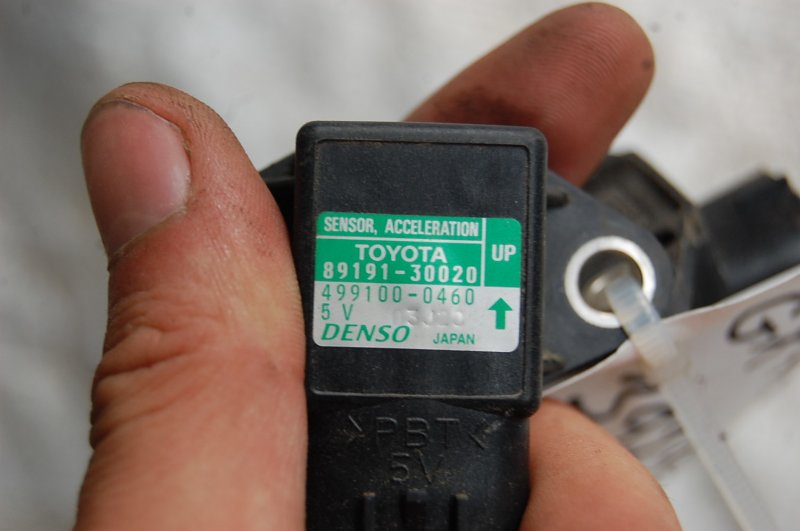 SENSOR, ACCELERATION
UP
TOYOTA
89191-30020
499100-0460
5 V
DENSO JAPAN
>PBT<
5V